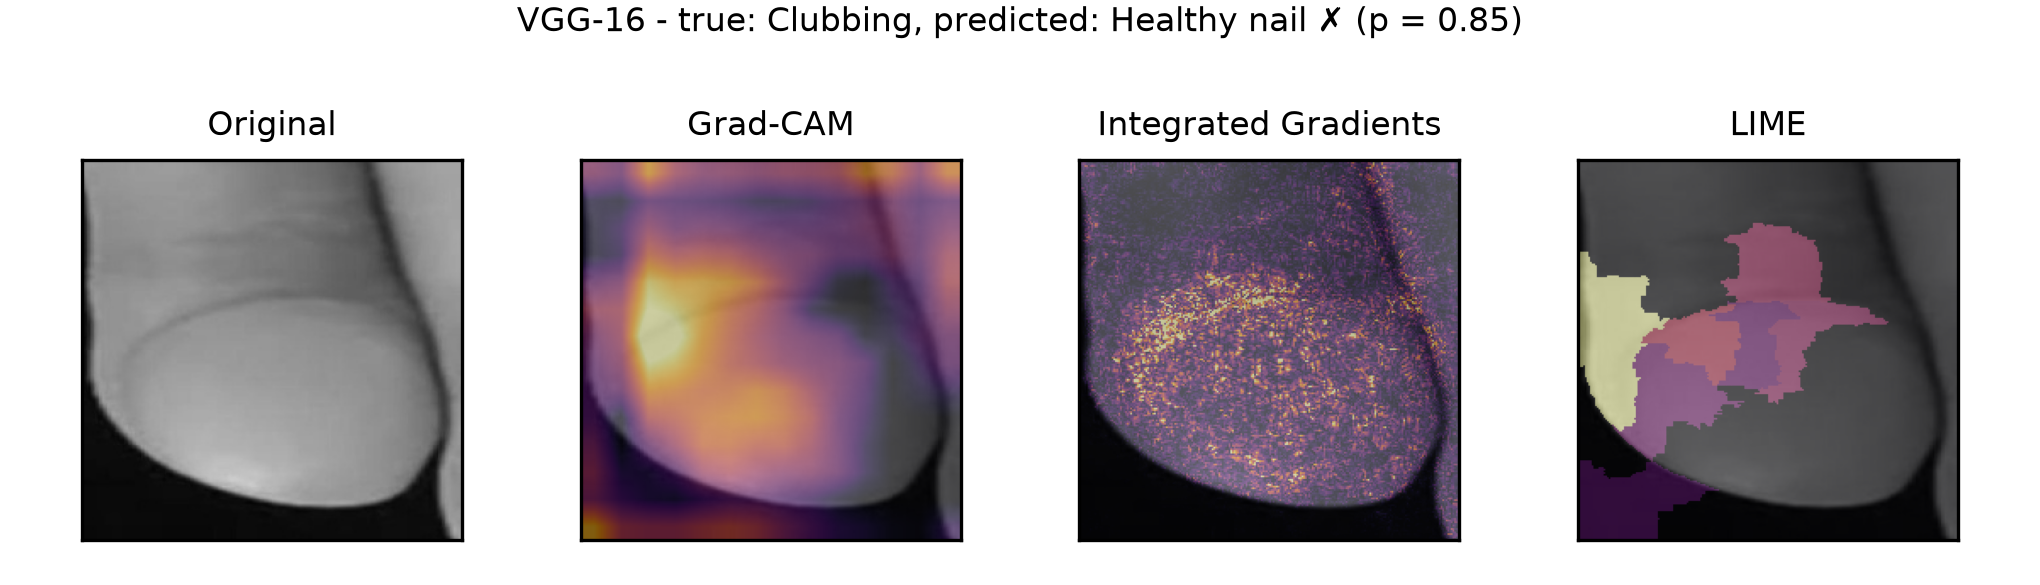 VGG-16 - true: Clubbing, predicted: Healthy nail ✗ (p = 0.85)
Original
Grad-CAM
Integrated Gradients
LIME